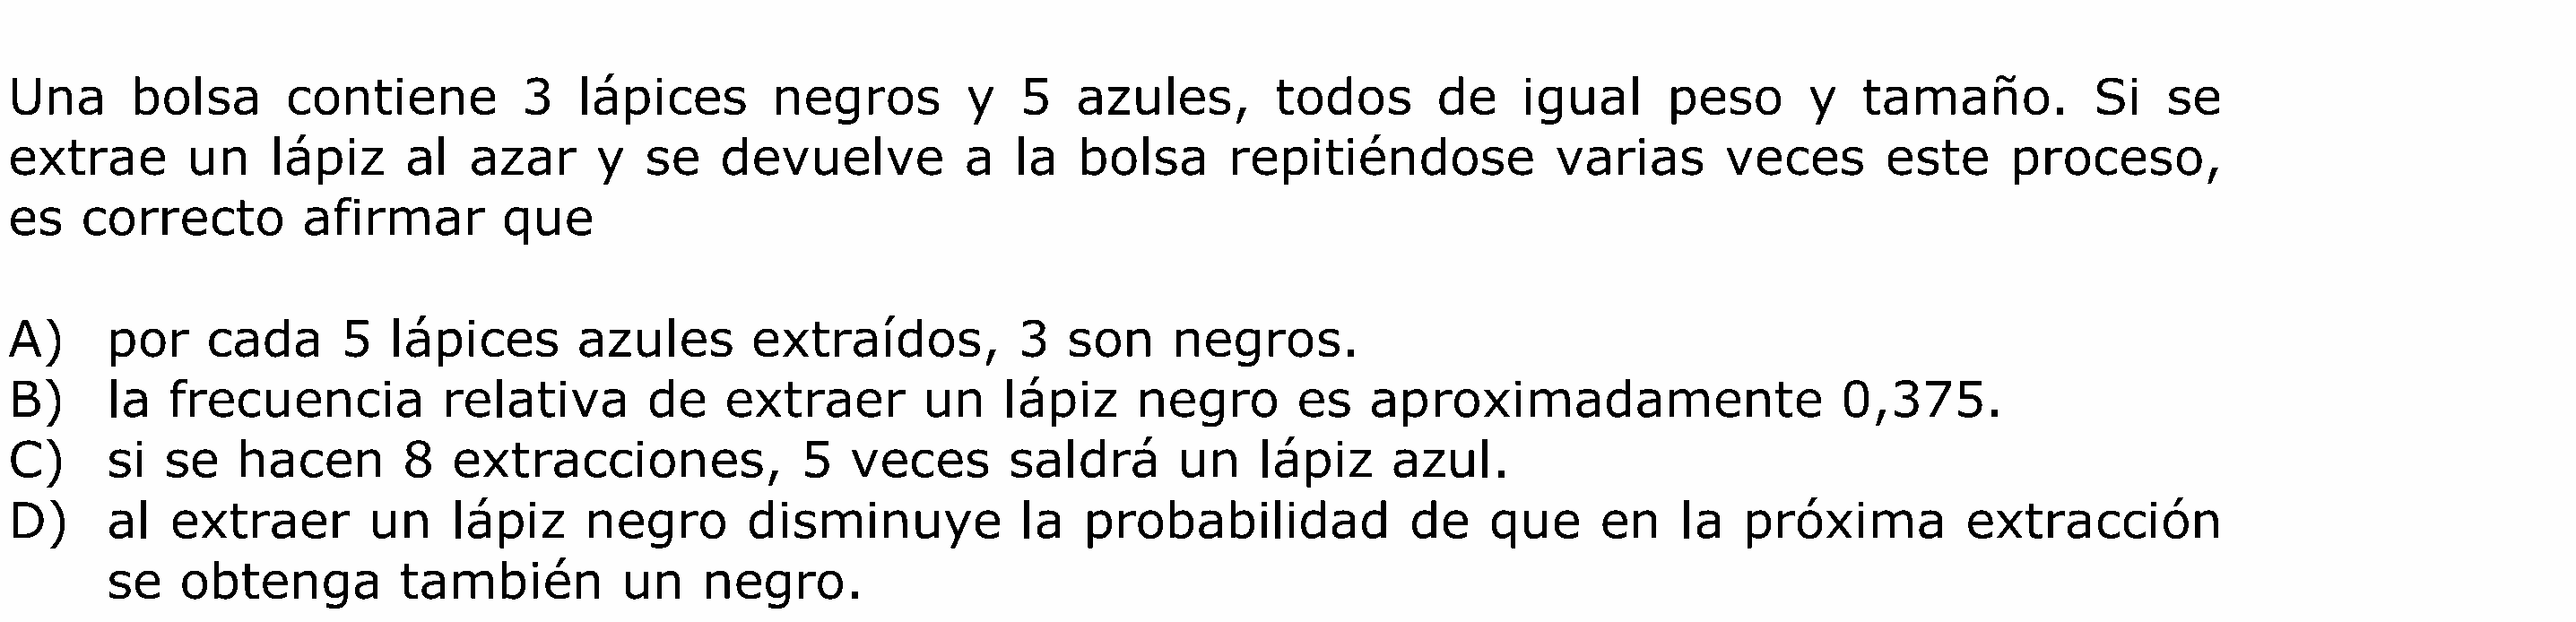 Una bolsa contiene 3 lápices negros y 5 azules, todos de igual peso y tamaño. Si se
extrae un lápiz al azar y se devuelve a la bolsa repitiéndose varias veces este proceso,
es correcto afirmar que
A) por cada 5 lápices azules extraídos, 3 son negros.
B) la frecuencia relativa de extraer un lápiz negro es aproximadamente 0,375.
C) si se hacen 8 extracciones, 5 veces saldrá un lápiz azul.
D) al extraer un lápiz negro disminuye la probabilidad de que en la próxima extracción
se obtenga también un negro.